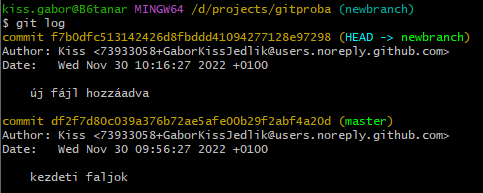 kiss.gabor@B6tanar MINGW64 /d/projects/gitproba (newbranch)
$ git log
commit f7b0dfc513142426d8fbddd41094277128e97298 (HEAD -> newbranch)
Author: Kiss <73933058+GaborKissJedlik@users.noreply.github.com>
Date:   Wed Nov 30 10:16:27 2022 +0100
új fájl hozzáadva
commit df2f7d80c039a376b72ae5afe00b29f2abf4a20d (master)
Author: Kiss <73933058+GaborKissJedlik@users.noreply.github.com>
Date:   Wed Nov 30 09:56:27 2022 +0100
kezdeti faljok